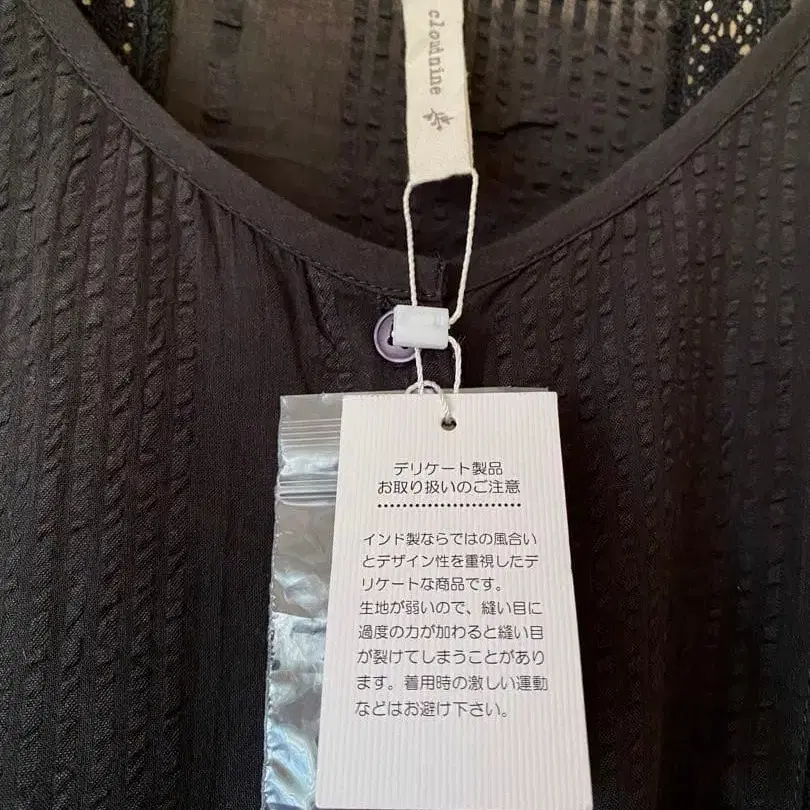 cloudnine
デリケート製品
お取り扱いのご注意
インド製ならではの風合い
とデザイン性を重視したデ
リケートな商品です。
生地が弱いので、縫い目に
過度の力が加わると縫い目
が裂けてしまうことがあり
ます。着用時の激しい運動
などはお避け下さい。